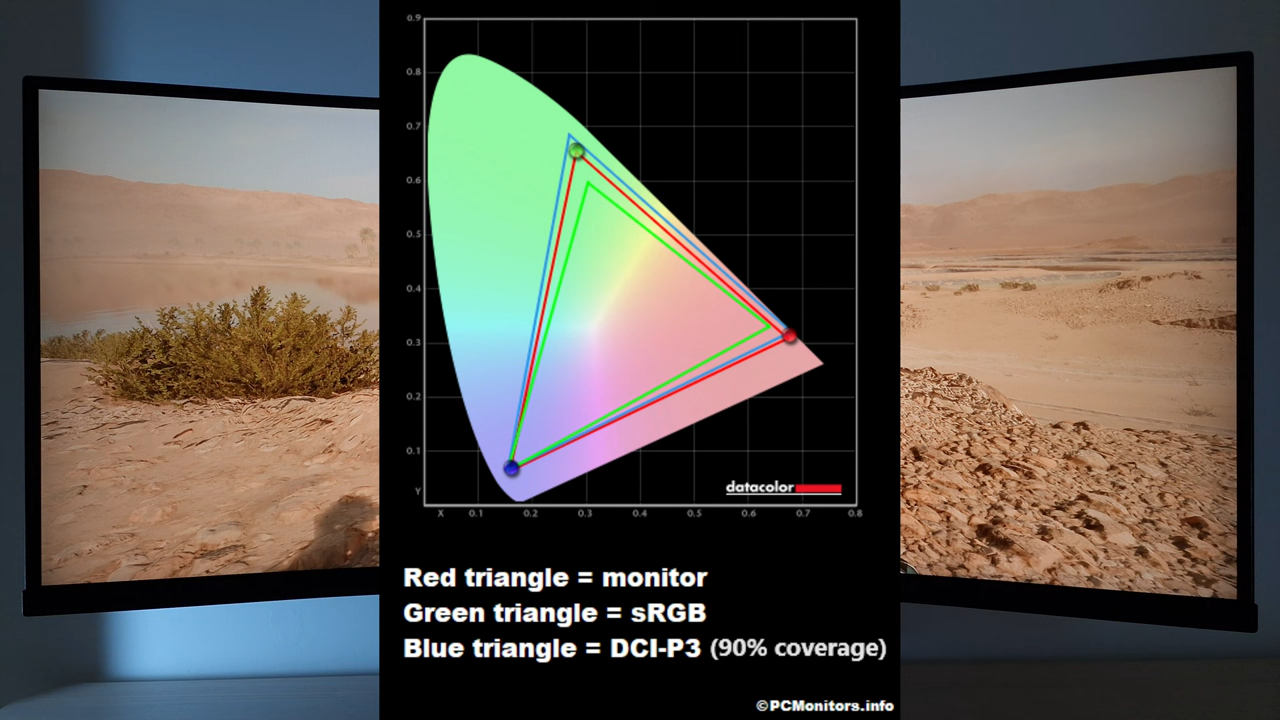 0.9
0.8
0.7
0.6
0.5
0.4
0.3
0.2
0.1
Y
X 0.1 0.2 0.3 0.4 0.5 0.6 0.7 0.8
datacolor
Red triangle = monitor
Green triangle = sRGB
Blue triangle = DCI-P3 (90% coverage)
©PCMonitors.info